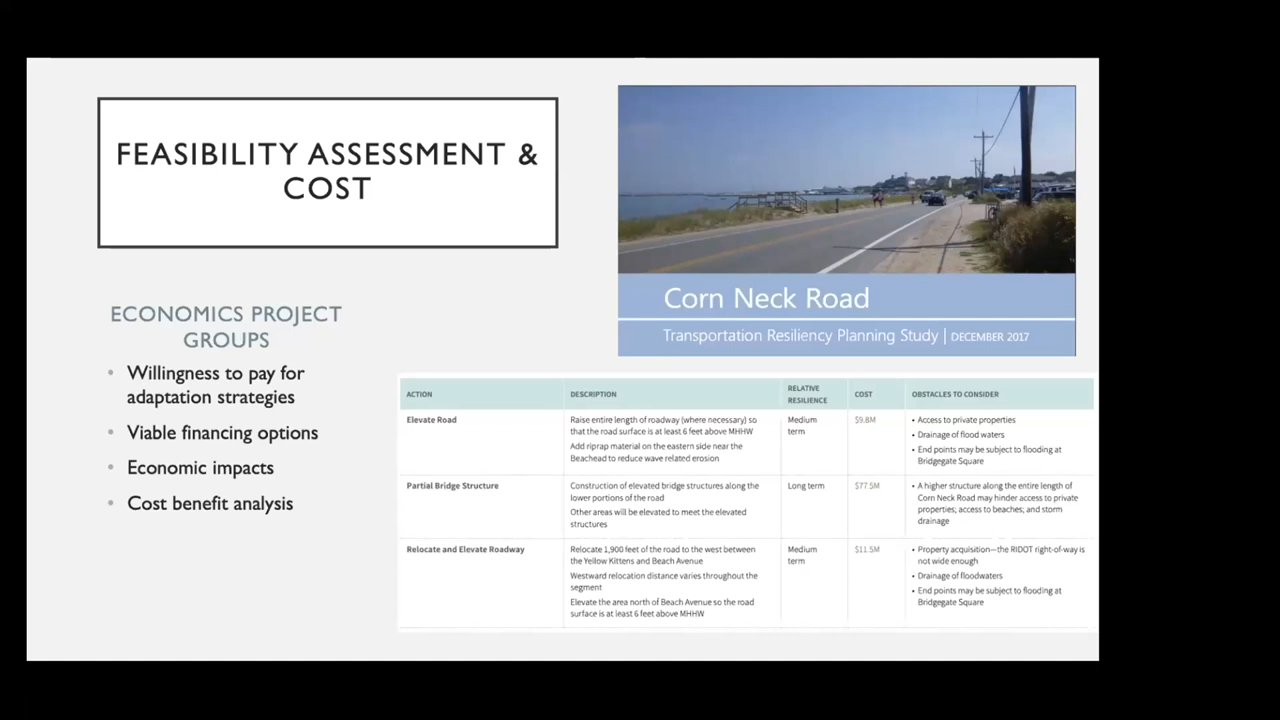 FEASIBILITY ASSESSMENT &
COST
ECONOMICS PROJECT
GROUPS
• Willingness to pay for
adaptation strategies
• Viable financing options
• Economic impacts
• Cost benefit analysis
Corn Neck Road
Transportation Resiliency Planning Study | DECEMBER 2017
ACTION DESCRIPTION RELATIVE RESILIENCE COST OBSTACLES TO CONSIDER
Elevate Road
Raise entire length of roadway (where necessary) so
that the road surface is at least 6 feet above MHHW
Add riprap material on the eastern side near the
Beachead to reduce wave related erosion
Medium
term
$9.8M
• Access to private properties
• Drainage of flood waters
• End points may be subject to flooding at
Bridgegate Square
Partial Bridge Structure
Construction of elevated bridge structures along the
lower portions of the road
Other areas will be elevated to meet the elevated
structures
Long term
$77.5M
• A higher structure along the entire length of
Corn Neck Road may hinder access to private
properties; access to beaches; and storm
drainage
Relocate and Elevate Roadway
Relocate 1,900 feet of the road to the west between
the Yellow Kittens and Beach Avenue
Westward relocation distance varies throughout the
segment
Elevate the area north of Beach Avenue so the road
surface is at least 6 feet above MHHW
Medium
term
$11.5M
• Property acquisition—the RIDOT right-of-way is
not wide enough
• Drainage of floodwaters
• End points may be subject to flooding at
Bridgegate Square